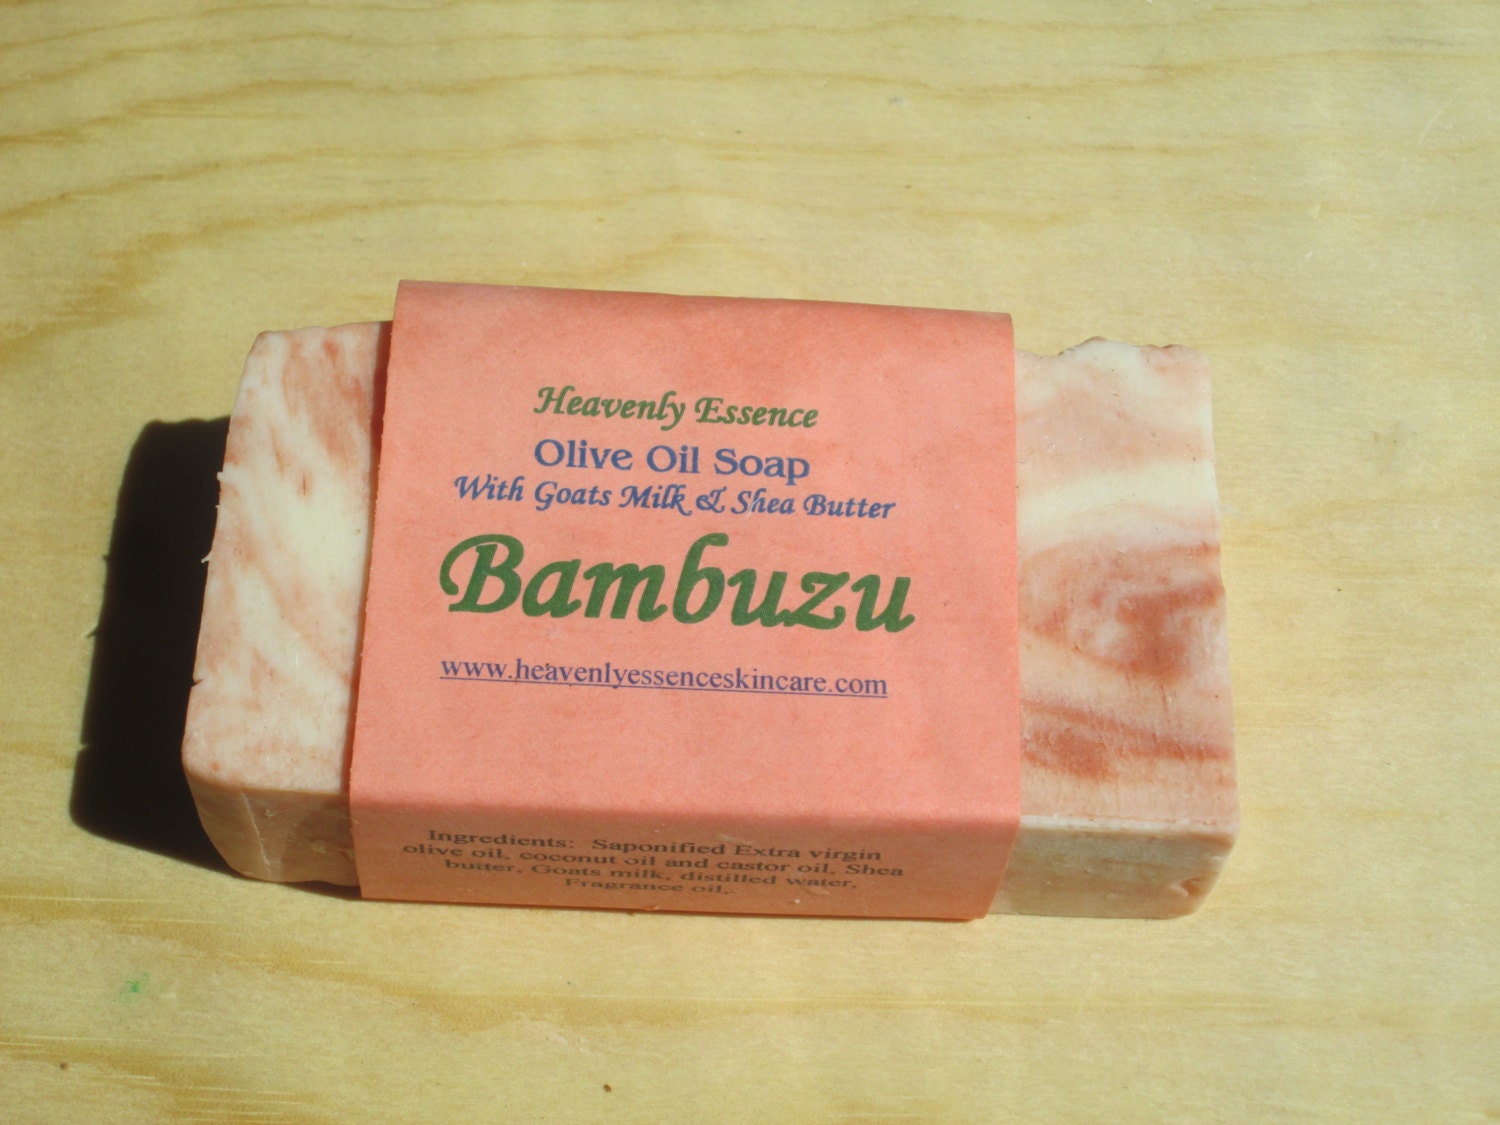 Heavenly Essence
Olive Oil Soap
With Goats Milk & Shea Butter
Bambuzu
www.heavenlyessenceskincare.com
Ingredients: Saponified Extra virgin
olive oil, coconut oil and castor oil, Shea
butter, Goats milk, distilled water,
Fragrance oil,